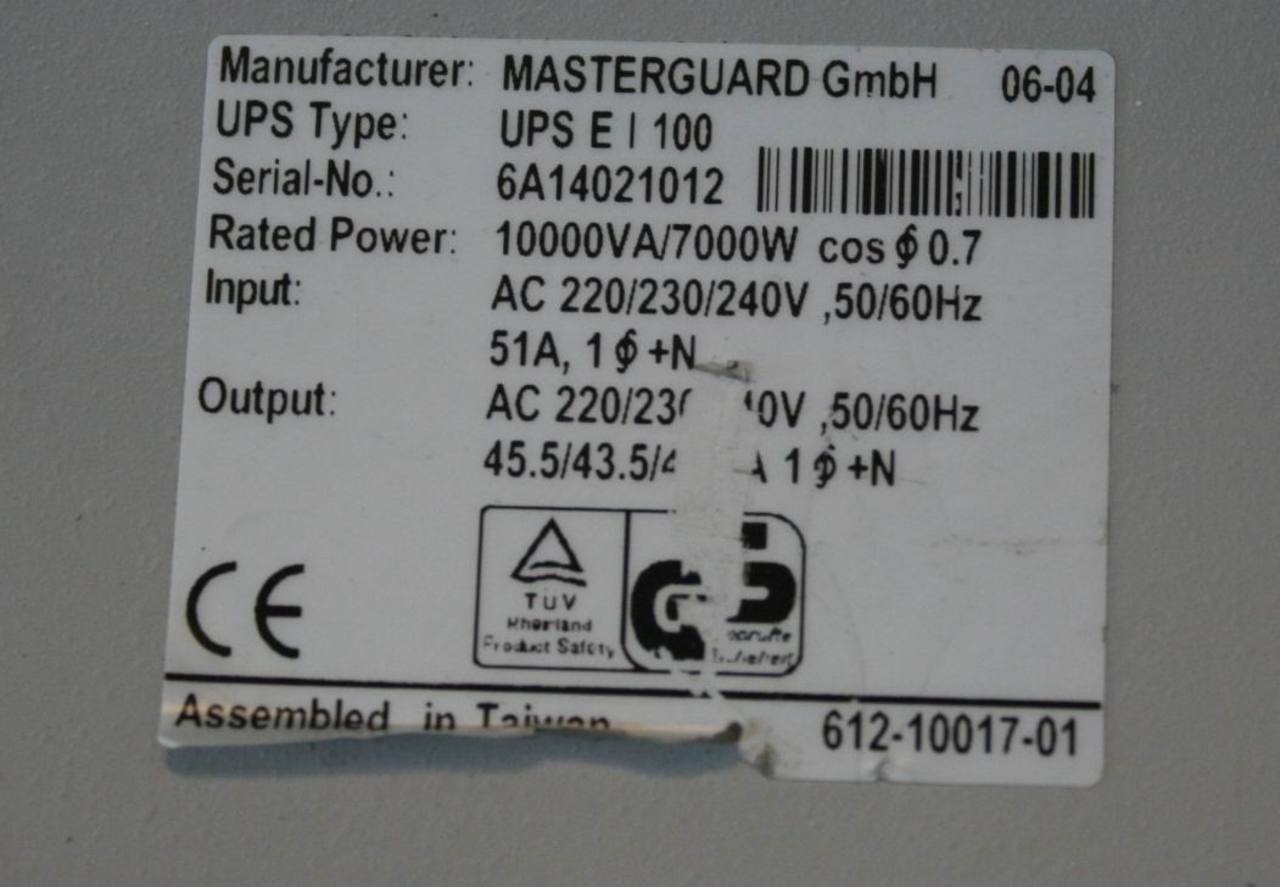 Manufacturer: MASTERGUARD GmbH 06-04
UPS Type: UPS E I 100
Serial-No.: 6A14021012
Rated Power: 10000VA/7000W cos ϕ 0.7
Input: AC 220/230/240V ,50/60Hz
51A, 1 ϕ +N
Output: AC 220/23 0V ,50/60Hz
45.5/43.5/4 A 1 ϕ +N
CE
TÜV
Rheinland
Product Safety
Assembled in Taiwan
612-10017-01